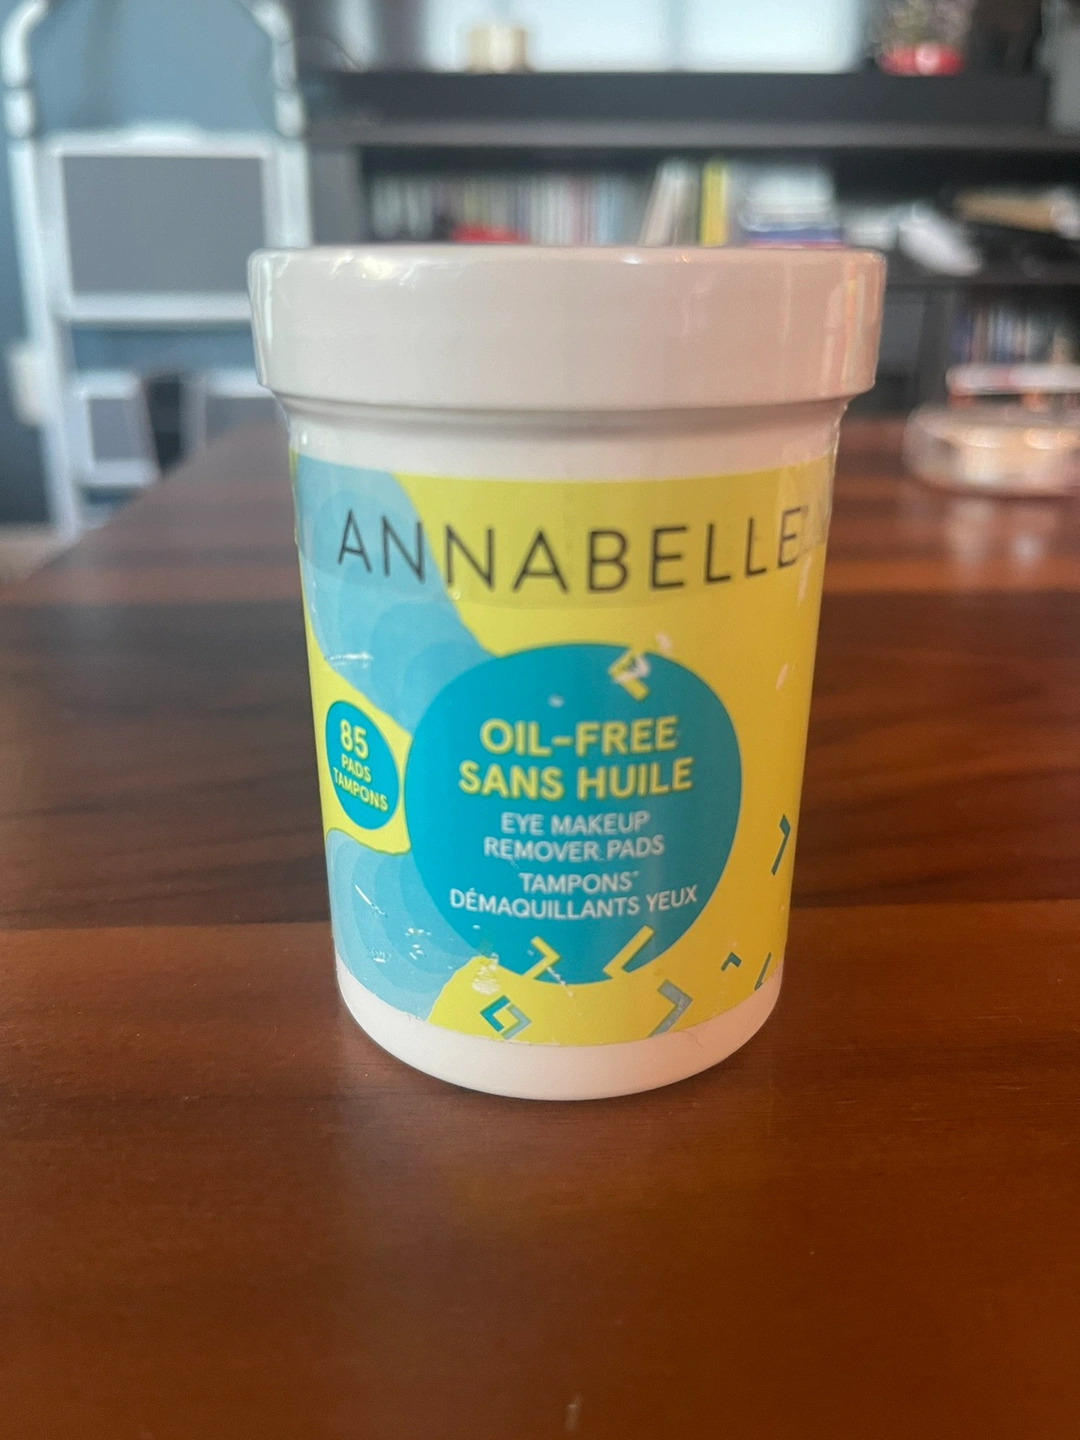 ANNABELLE
85
PADS
TAMPONS
OIL-FREE
SANS HUILE
EYE MAKEUP
REMOVER PADS
TAMPONS
DÉMAQUILLANTS YEUX